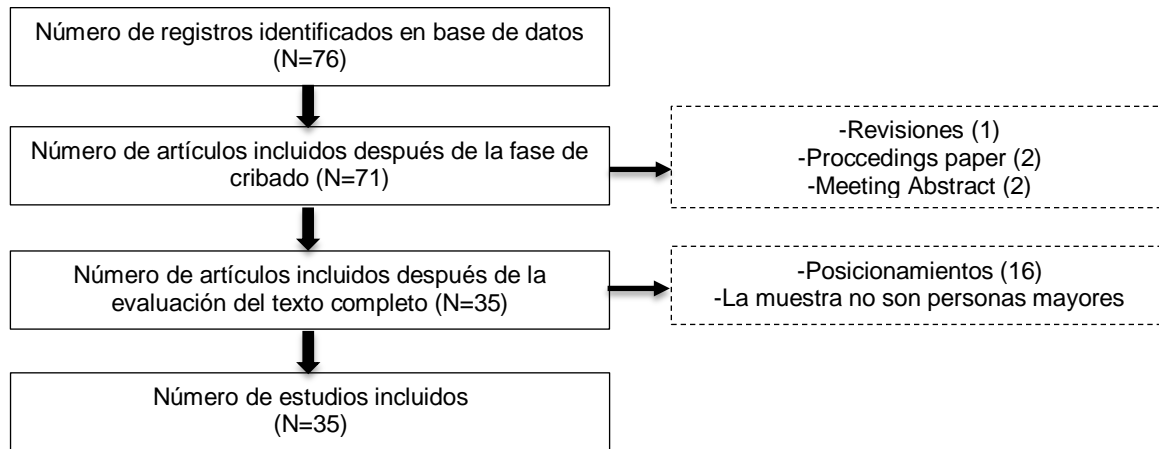 Número de registros identificados en base de datos
(N=76)
Número de artículos incluidos después de la fase de
cribado (N=71)
-Revisiones (1)
-Proccedings paper (2)
-Meeting Abstract (2)
Número de artículos incluidos después de la
evaluación del texto completo (N=35)
-Posicionamientos (16)
-La muestra no son personas mayores
Número de estudios incluidos
(N=35)